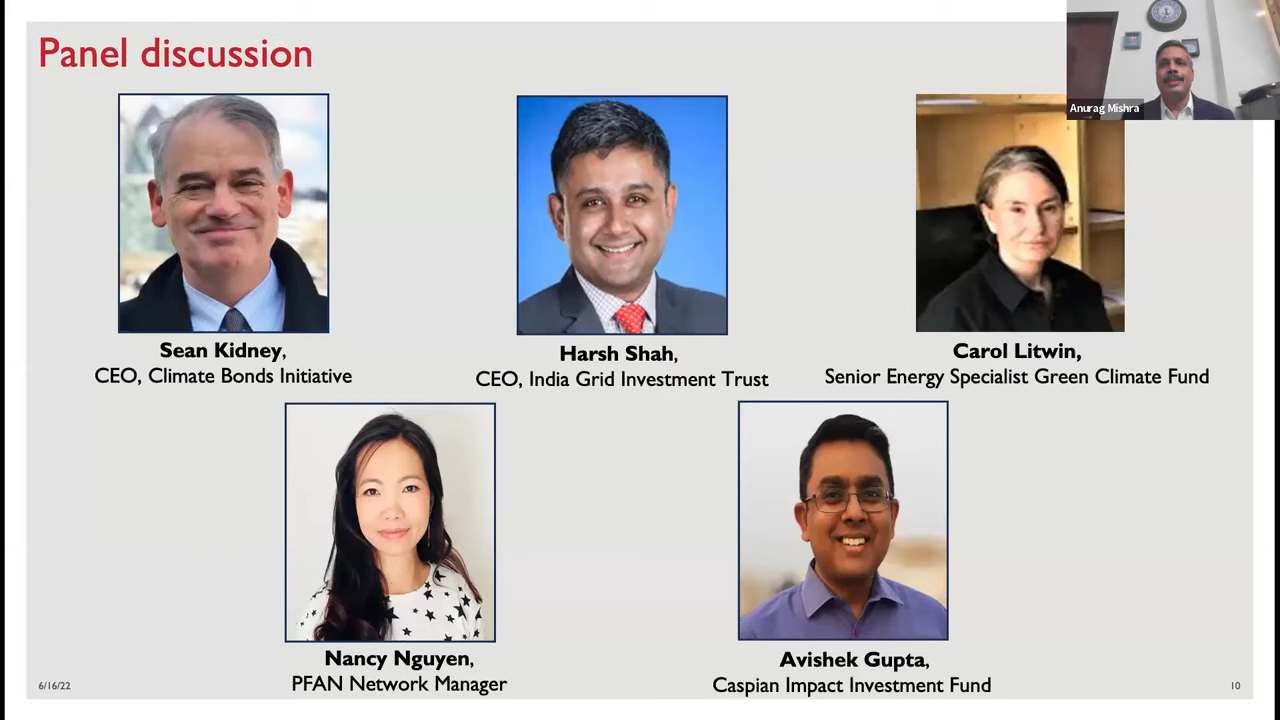 Panel discussion
Anurag Mishra
Sean Kidney,
CEO, Climate Bonds Initiative
Harsh Shah,
CEO, India Grid Investment Trust
Carol Litwin,
Senior Energy Specialist Green Climate Fund
Nancy Nguyen,
PFAN Network Manager
Avishek Gupta,
Caspian Impact Investment Fund
6/16/22
10